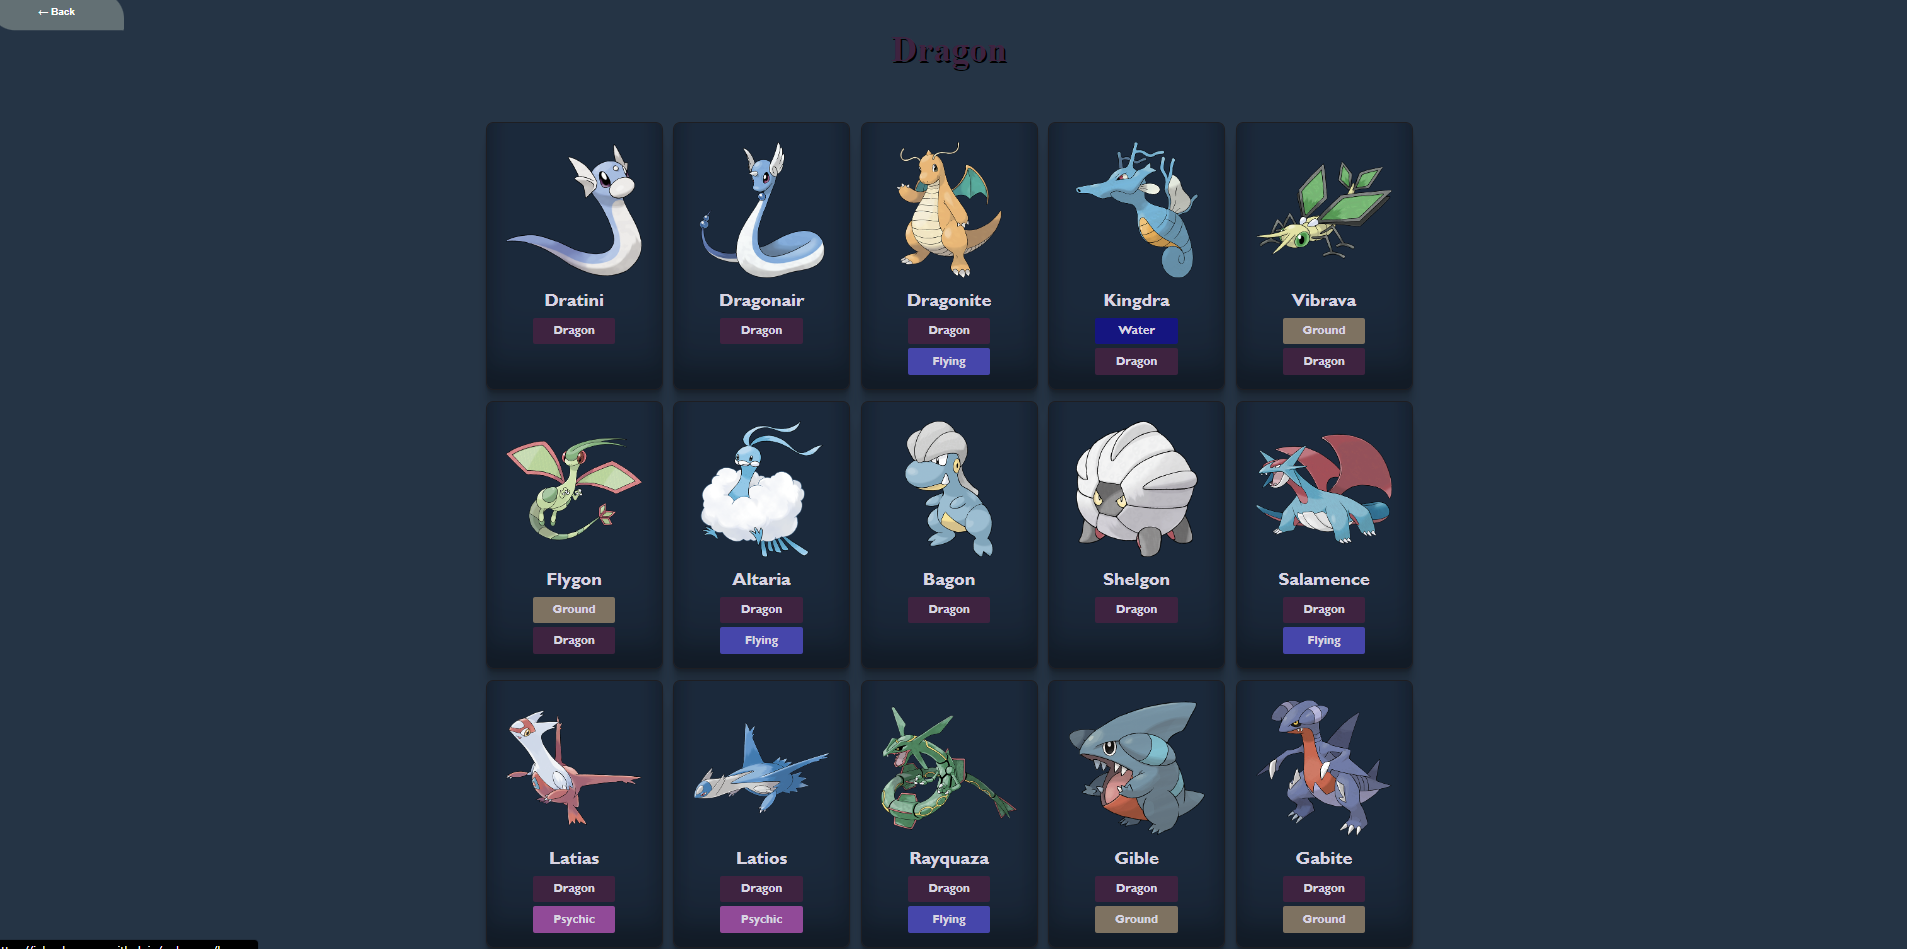 ← Back
Dragon
Dratini
Dragon
Dragonair
Dragon
Dragonite
Dragon
Flying
Kingdra
Water
Dragon
Vibrava
Ground
Dragon
Flygon
Ground
Dragon
Altaria
Dragon
Flying
Bagon
Dragon
Shelgon
Dragon
Salamence
Dragon
Flying
Latias
Dragon
Psychic
Latios
Dragon
Psychic
Rayquaza
Dragon
Flying
Gible
Dragon
Ground
Gabite
Dragon
Ground